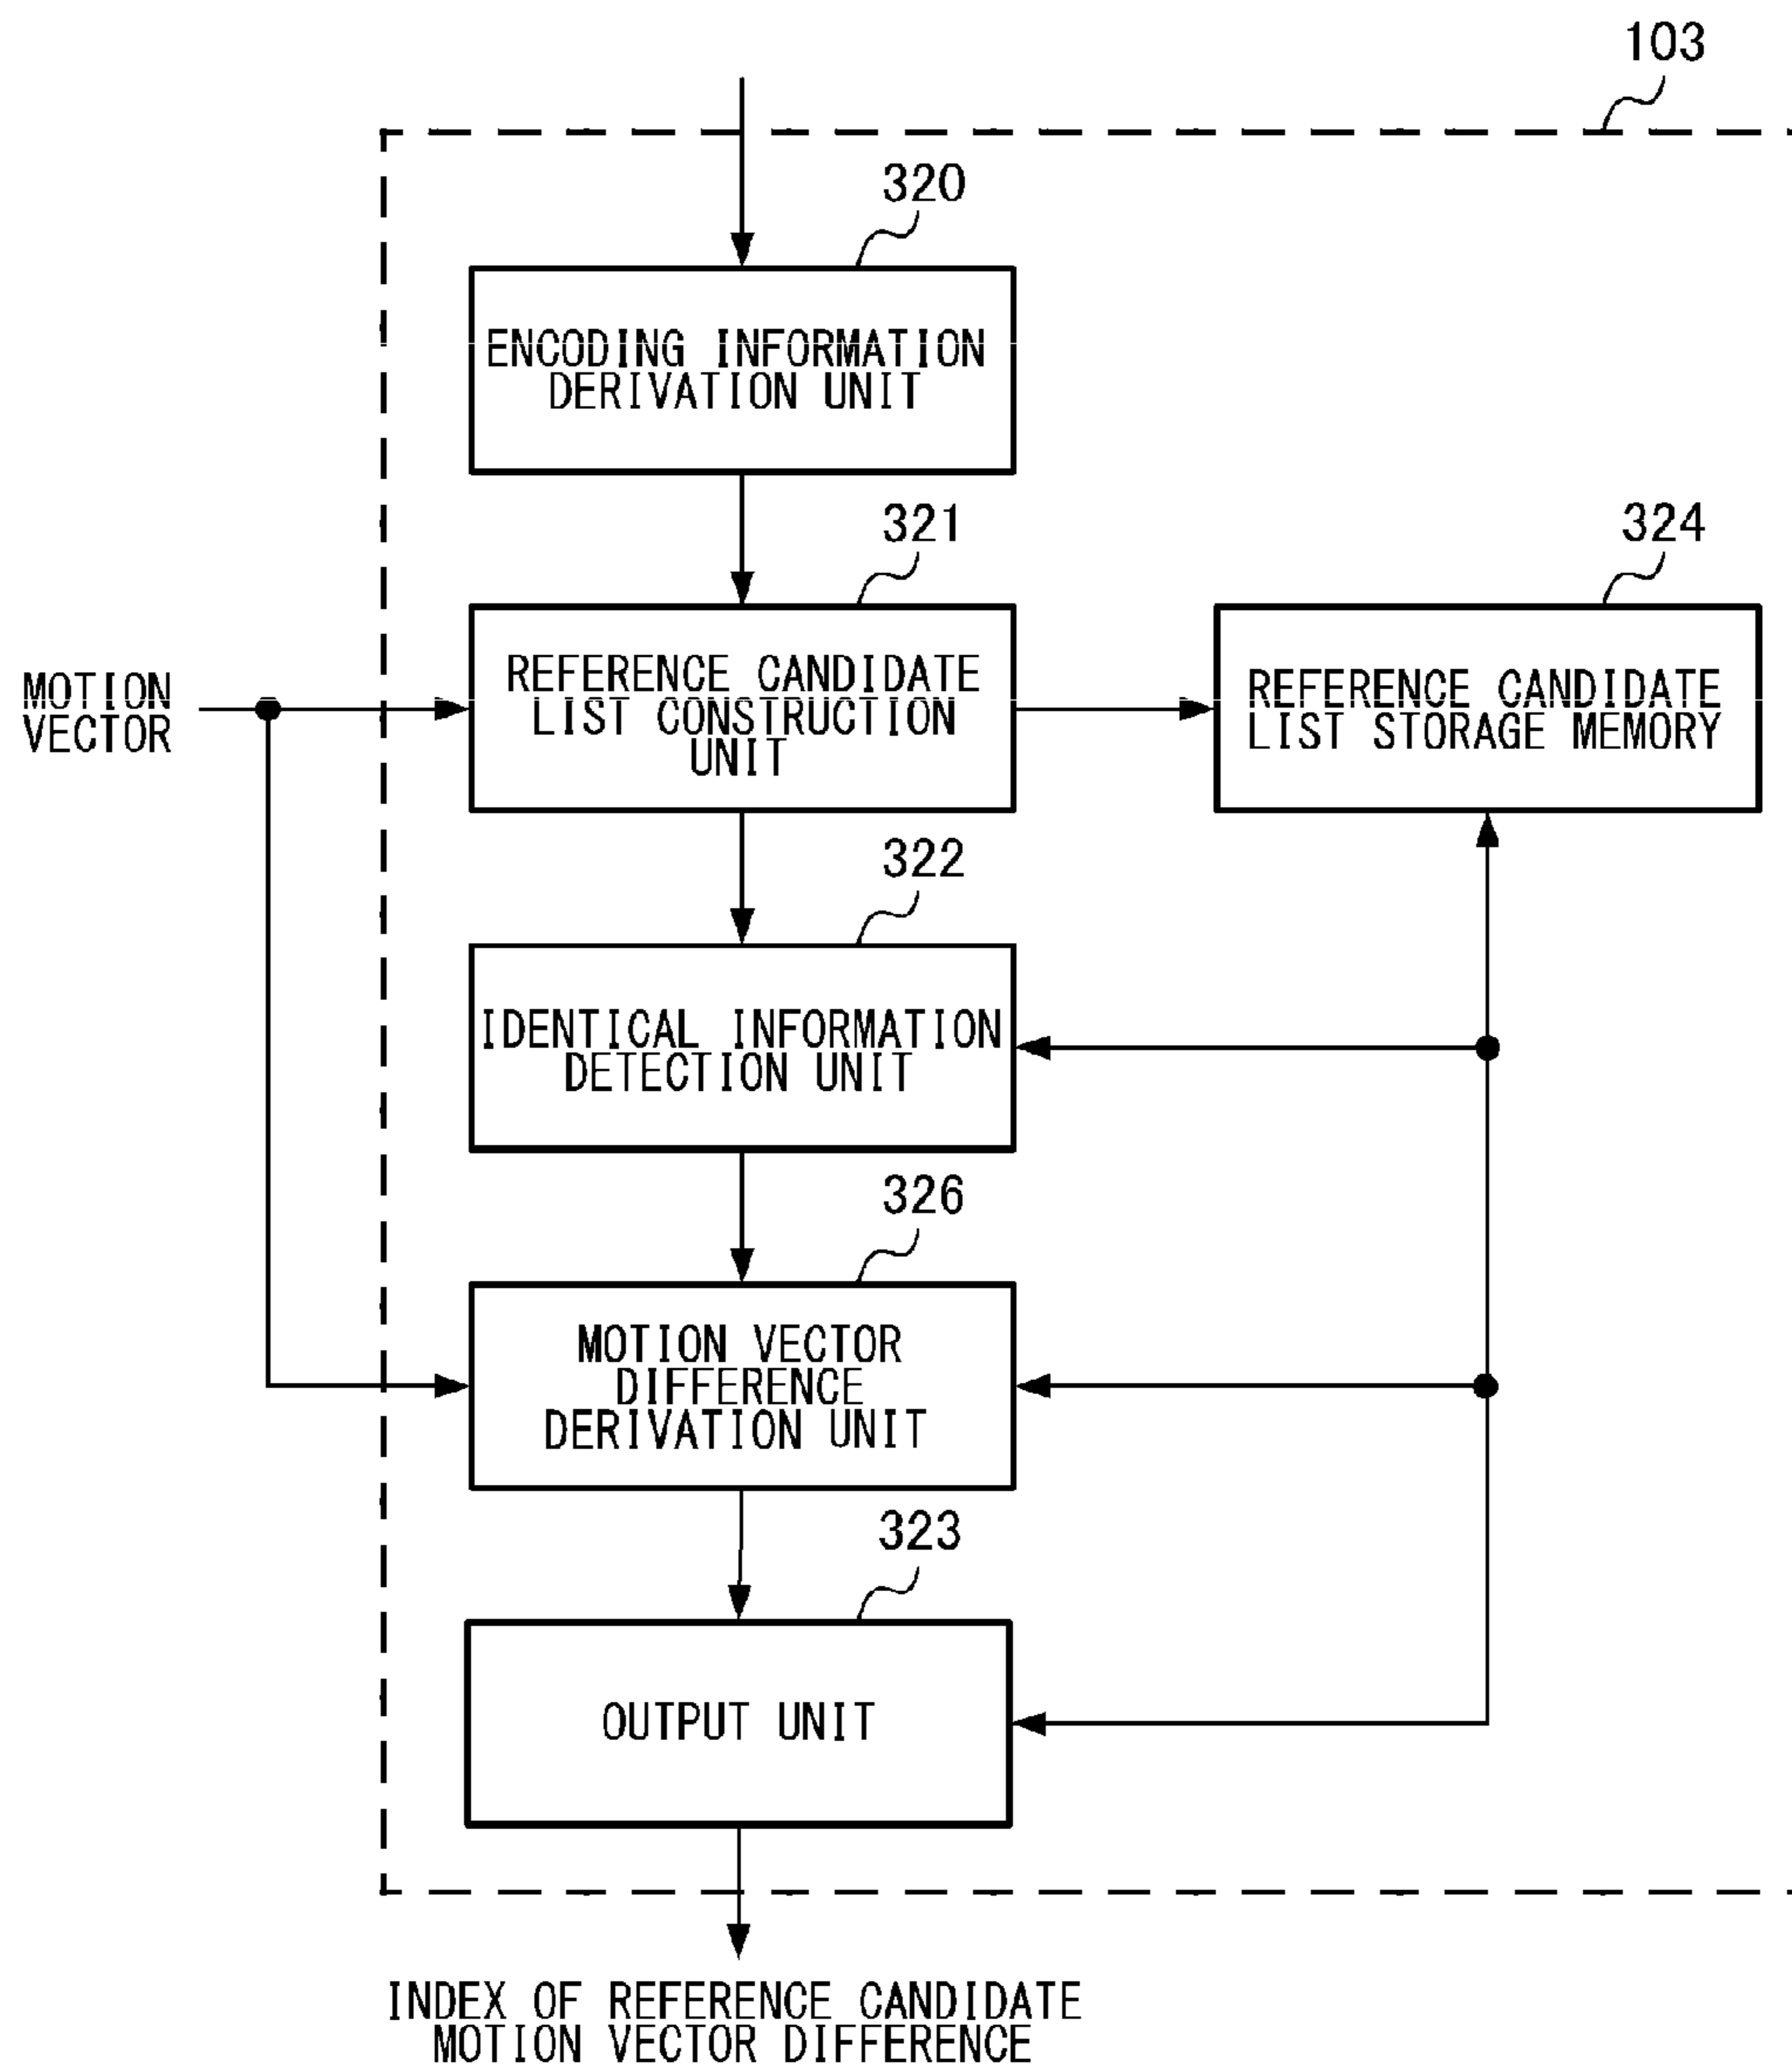 103
320
ENCODING INFORMATION
DERIVATION UNIT
321
324
MOTION
VECTOR
REFERENCE CANDIDATE
LIST CONSTRUCTION
UNIT
REFERENCE CANDIDATE
LIST STORAGE MEMORY
322
IDENTICAL INFORMATION
DETECTION UNIT
326
MOTION VECTOR
DIFFERENCE
DERIVATION UNIT
323
OUTPUT UNIT
INDEX OF REFERENCE CANDIDATE
MOTION VECTOR DIFFERENCE